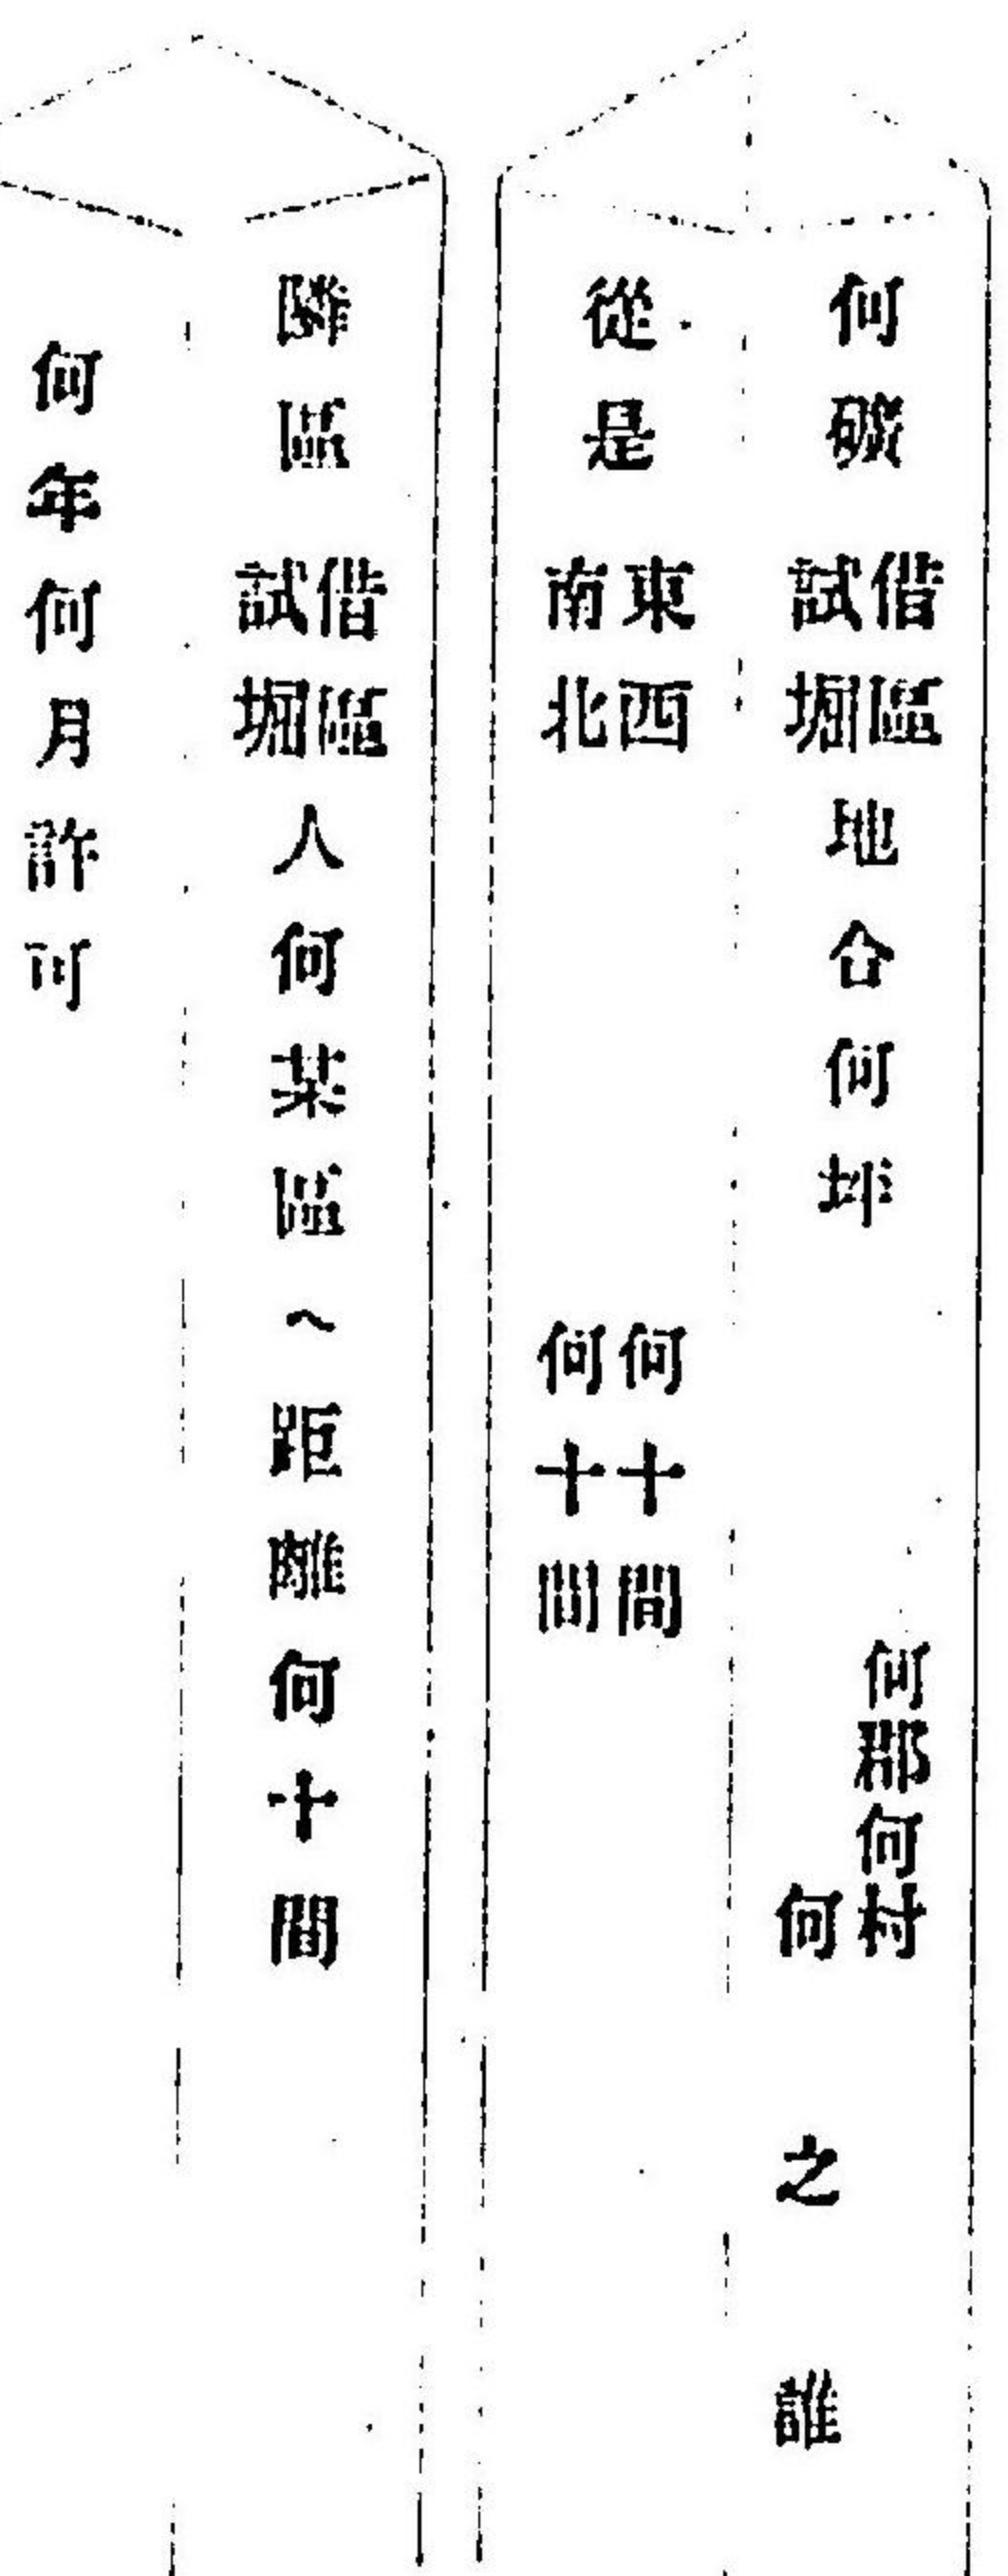 何礦
借區
試堀
地合何坪
何郡何村
何之誰
從是
東西
南北
何十間
何十間
隣區
借區
試堀
人何某區へ距離何十間
何年何月許可